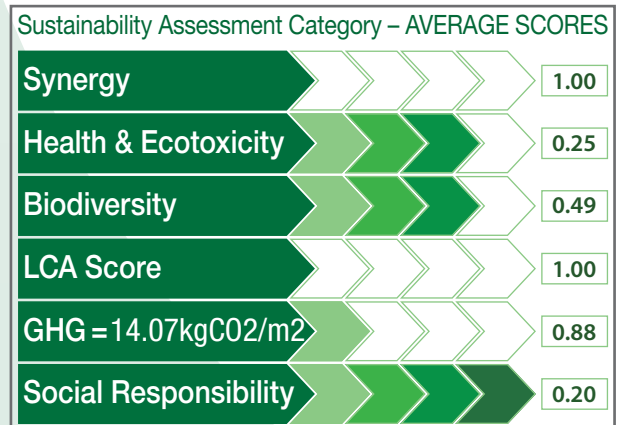 Sustainability Assessment Category – AVERAGE SCORES
Synergy 1.00
Health & Ecotoxicity 0.25
Biodiversity 0.49
LCA Score 1.00
GHG =14.07kgCO2/m2 0.88
Social Responsibility 0.20